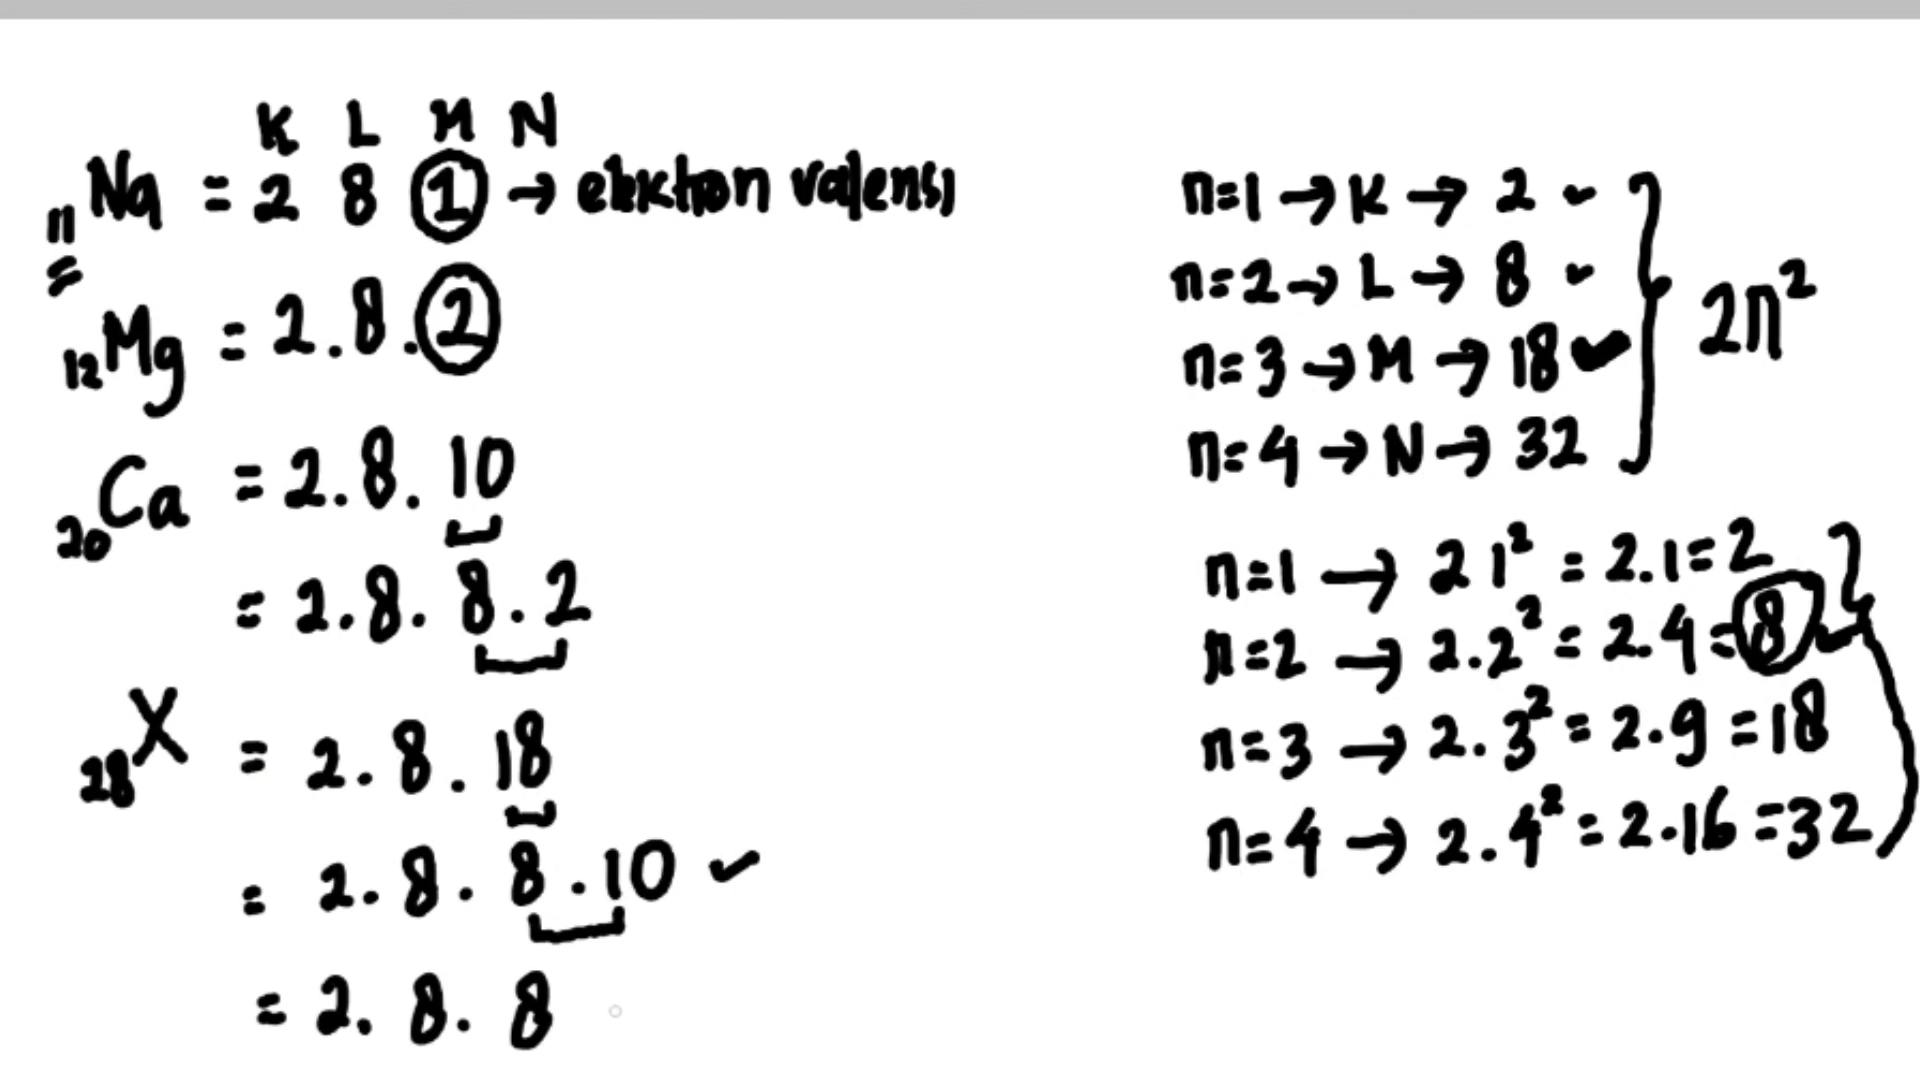 K L M N
₁₁Na = 2 8 1 → elektron valensi
₁₂Mg = 2.8.2
₂₀Ca = 2.8.10
= 2.8.8.2
₂₈X = 2.8.18
= 2.8.8.10 ✓
= 2.8.8
n=1 → K → 2 ✓
n=2 → L → 8 ✓
n=3 → M → 18 ✓
n=4 → N → 32
2n²
n=1 → 2 1² = 2.1 = 2
n=2 → 2.2² = 2.4 = 8
n=3 → 2.3² = 2.9 = 18
n=4 → 2.4² = 2.16 = 32